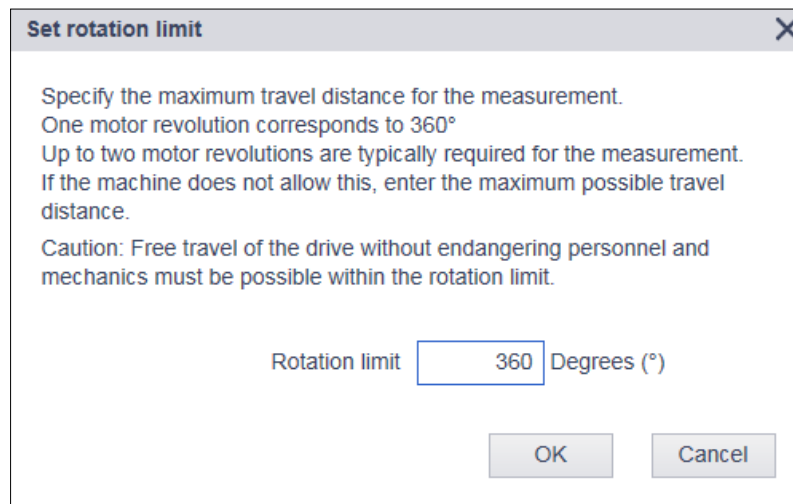 Set rotation limit
Specify the maximum travel distance for the measurement.
One motor revolution corresponds to 360°
Up to two motor revolutions are typically required for the measurement.
If the machine does not allow this, enter the maximum possible travel
distance.
Caution: Free travel of the drive without endangering personnel and
mechanics must be possible within the rotation limit.
Rotation limit 360 Degrees (°)
OK Cancel